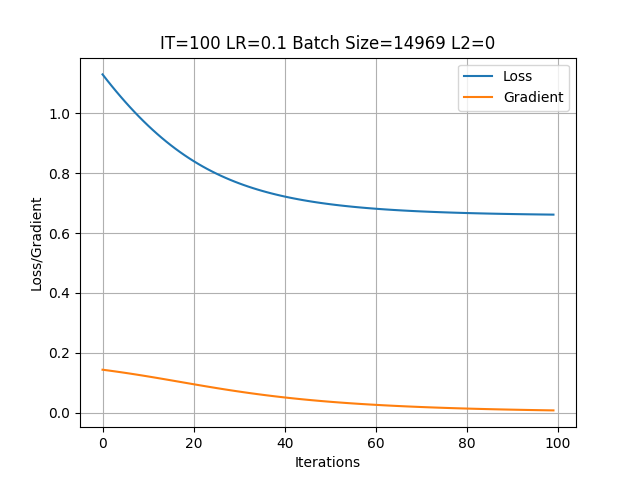 IT=100 LR=0.1 Batch Size=14969 L2=0
Loss
Gradient
1.0
0.8
0.6
0.4
0.2
0.0
Loss/Gradient
0 20 40 60 80 100
Iterations